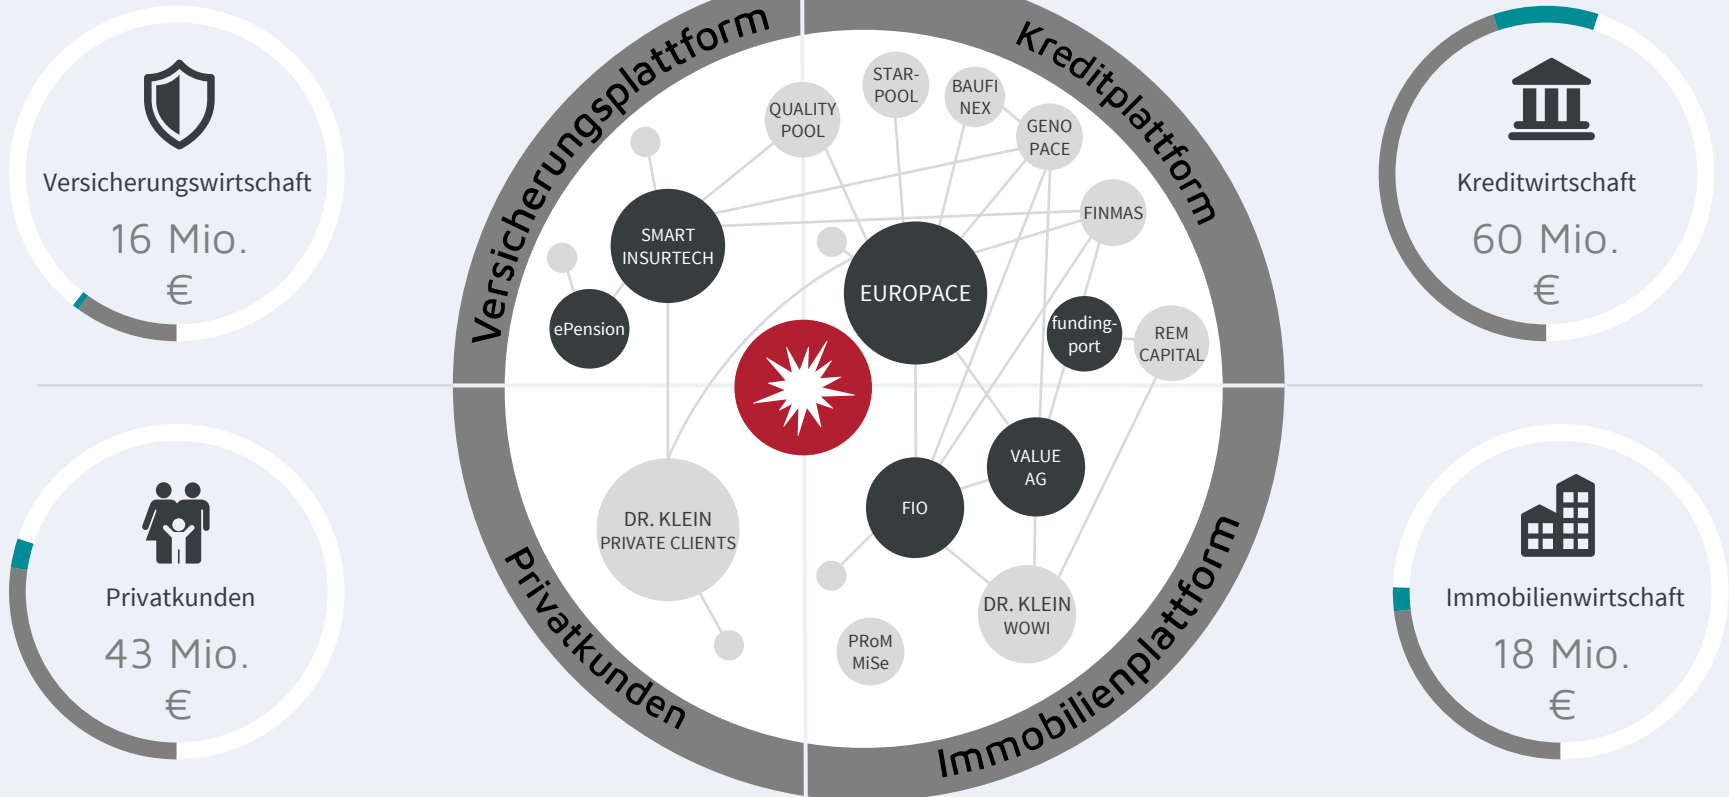 Versicherungswirtschaft
16 Mio.
€
Privatkunden
43 Mio.
€
Versicherungsplattform
Kreditplattform
Privatkunden
Immobilienplattform
STAR-
POOL
BAUFI
NEX
QUALITY
POOL
GENO
PACE
FINMAS
SMART
INSURTECH
EUROPACE
ePension
funding-
port
REM
CAPITAL
VALUE
AG
FIO
DR. KLEIN
PRIVATE CLIENTS
DR. KLEIN
WOWI
PRoM
MiSe
Kreditwirtschaft
60 Mio.
€
Immobilienwirtschaft
18 Mio.
€